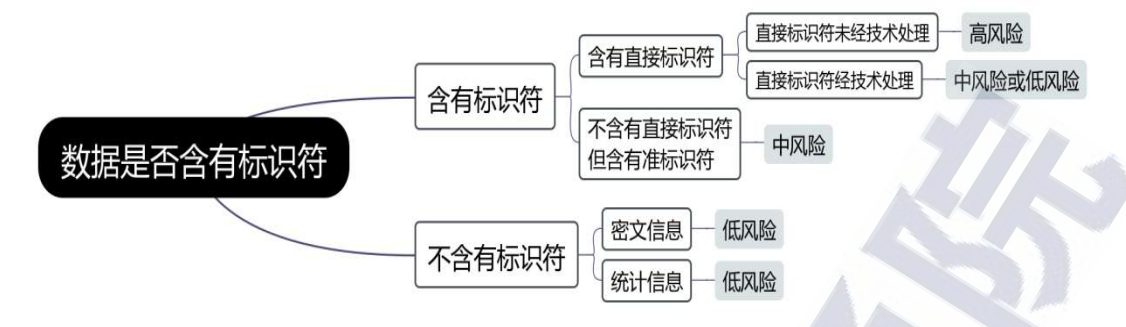 数据是否含有标识符
含有标识符
含有直接标识符
直接标识符未经技术处理
高风险
直接标识符经技术处理
中风险或低风险
不含有直接标识符
但含有准标识符
中风险
不含有标识符
密文信息
低风险
统计信息
低风险
院